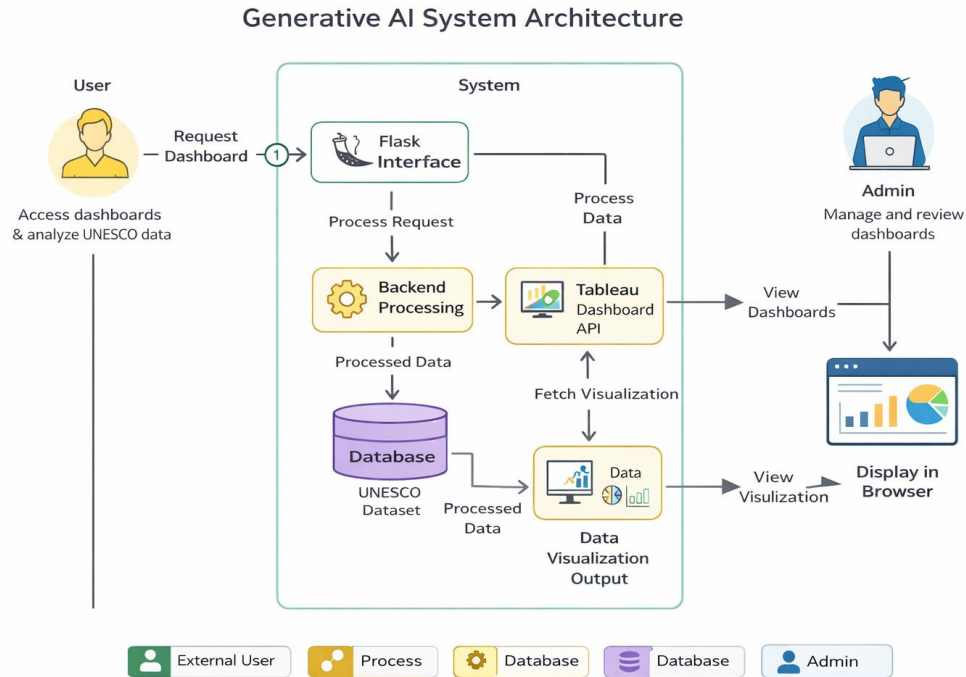 Generative AI System Architecture
User
System
Request
Dashboard
1
Flask
Interface
Access dashboards
& analyze UNESCO data
Process Request
Process
Data
Admin
Manage and review
dashboards
Backend
Processing
Tableau
Dashboard
API
View
Dashboards
Processed Data
Fetch Visualization
Database
UNESCO
Dataset
Processed
Data
Data
View
Visulization
Display in
Browser
Data
Visualization
Output
External User
Process
Database
Database
Admin